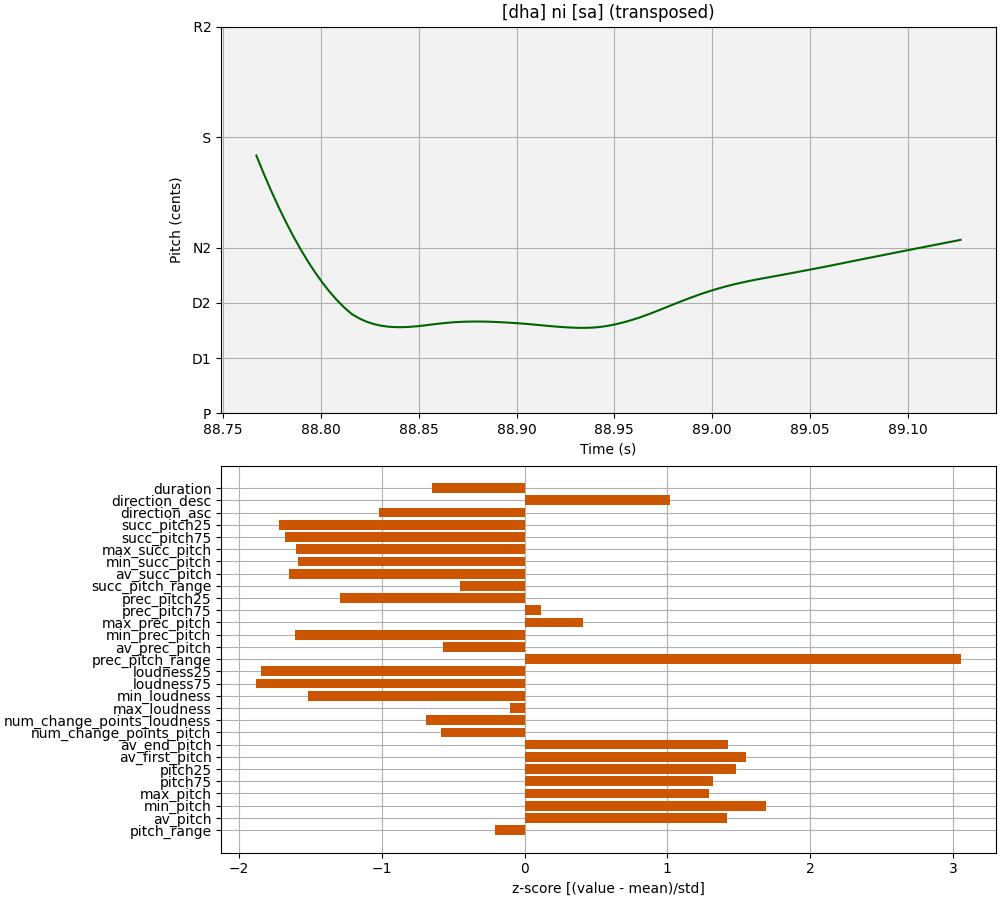 [dha] ni [sa] (transposed)
R2
S
N2
D2
D1
P
Pitch (cents)
88.75 88.80 88.85 88.90 88.95 89.00 89.05 89.10
Time (s)
duration
direction_desc
direction_asc
succ_pitch25
succ_pitch75
max_succ_pitch
min_succ_pitch
av_succ_pitch
succ_pitch_range
prec_pitch25
prec_pitch75
max_prec_pitch
min_prec_pitch
av_prec_pitch
prec_pitch_range
loudness25
loudness75
min_loudness
max_loudness
num_change_points_loudness
num_change_points_pitch
av_end_pitch
av_first_pitch
pitch25
pitch75
max_pitch
min_pitch
av_pitch
pitch_range
−2 −1 0 1 2 3
z-score [(value - mean)/std]